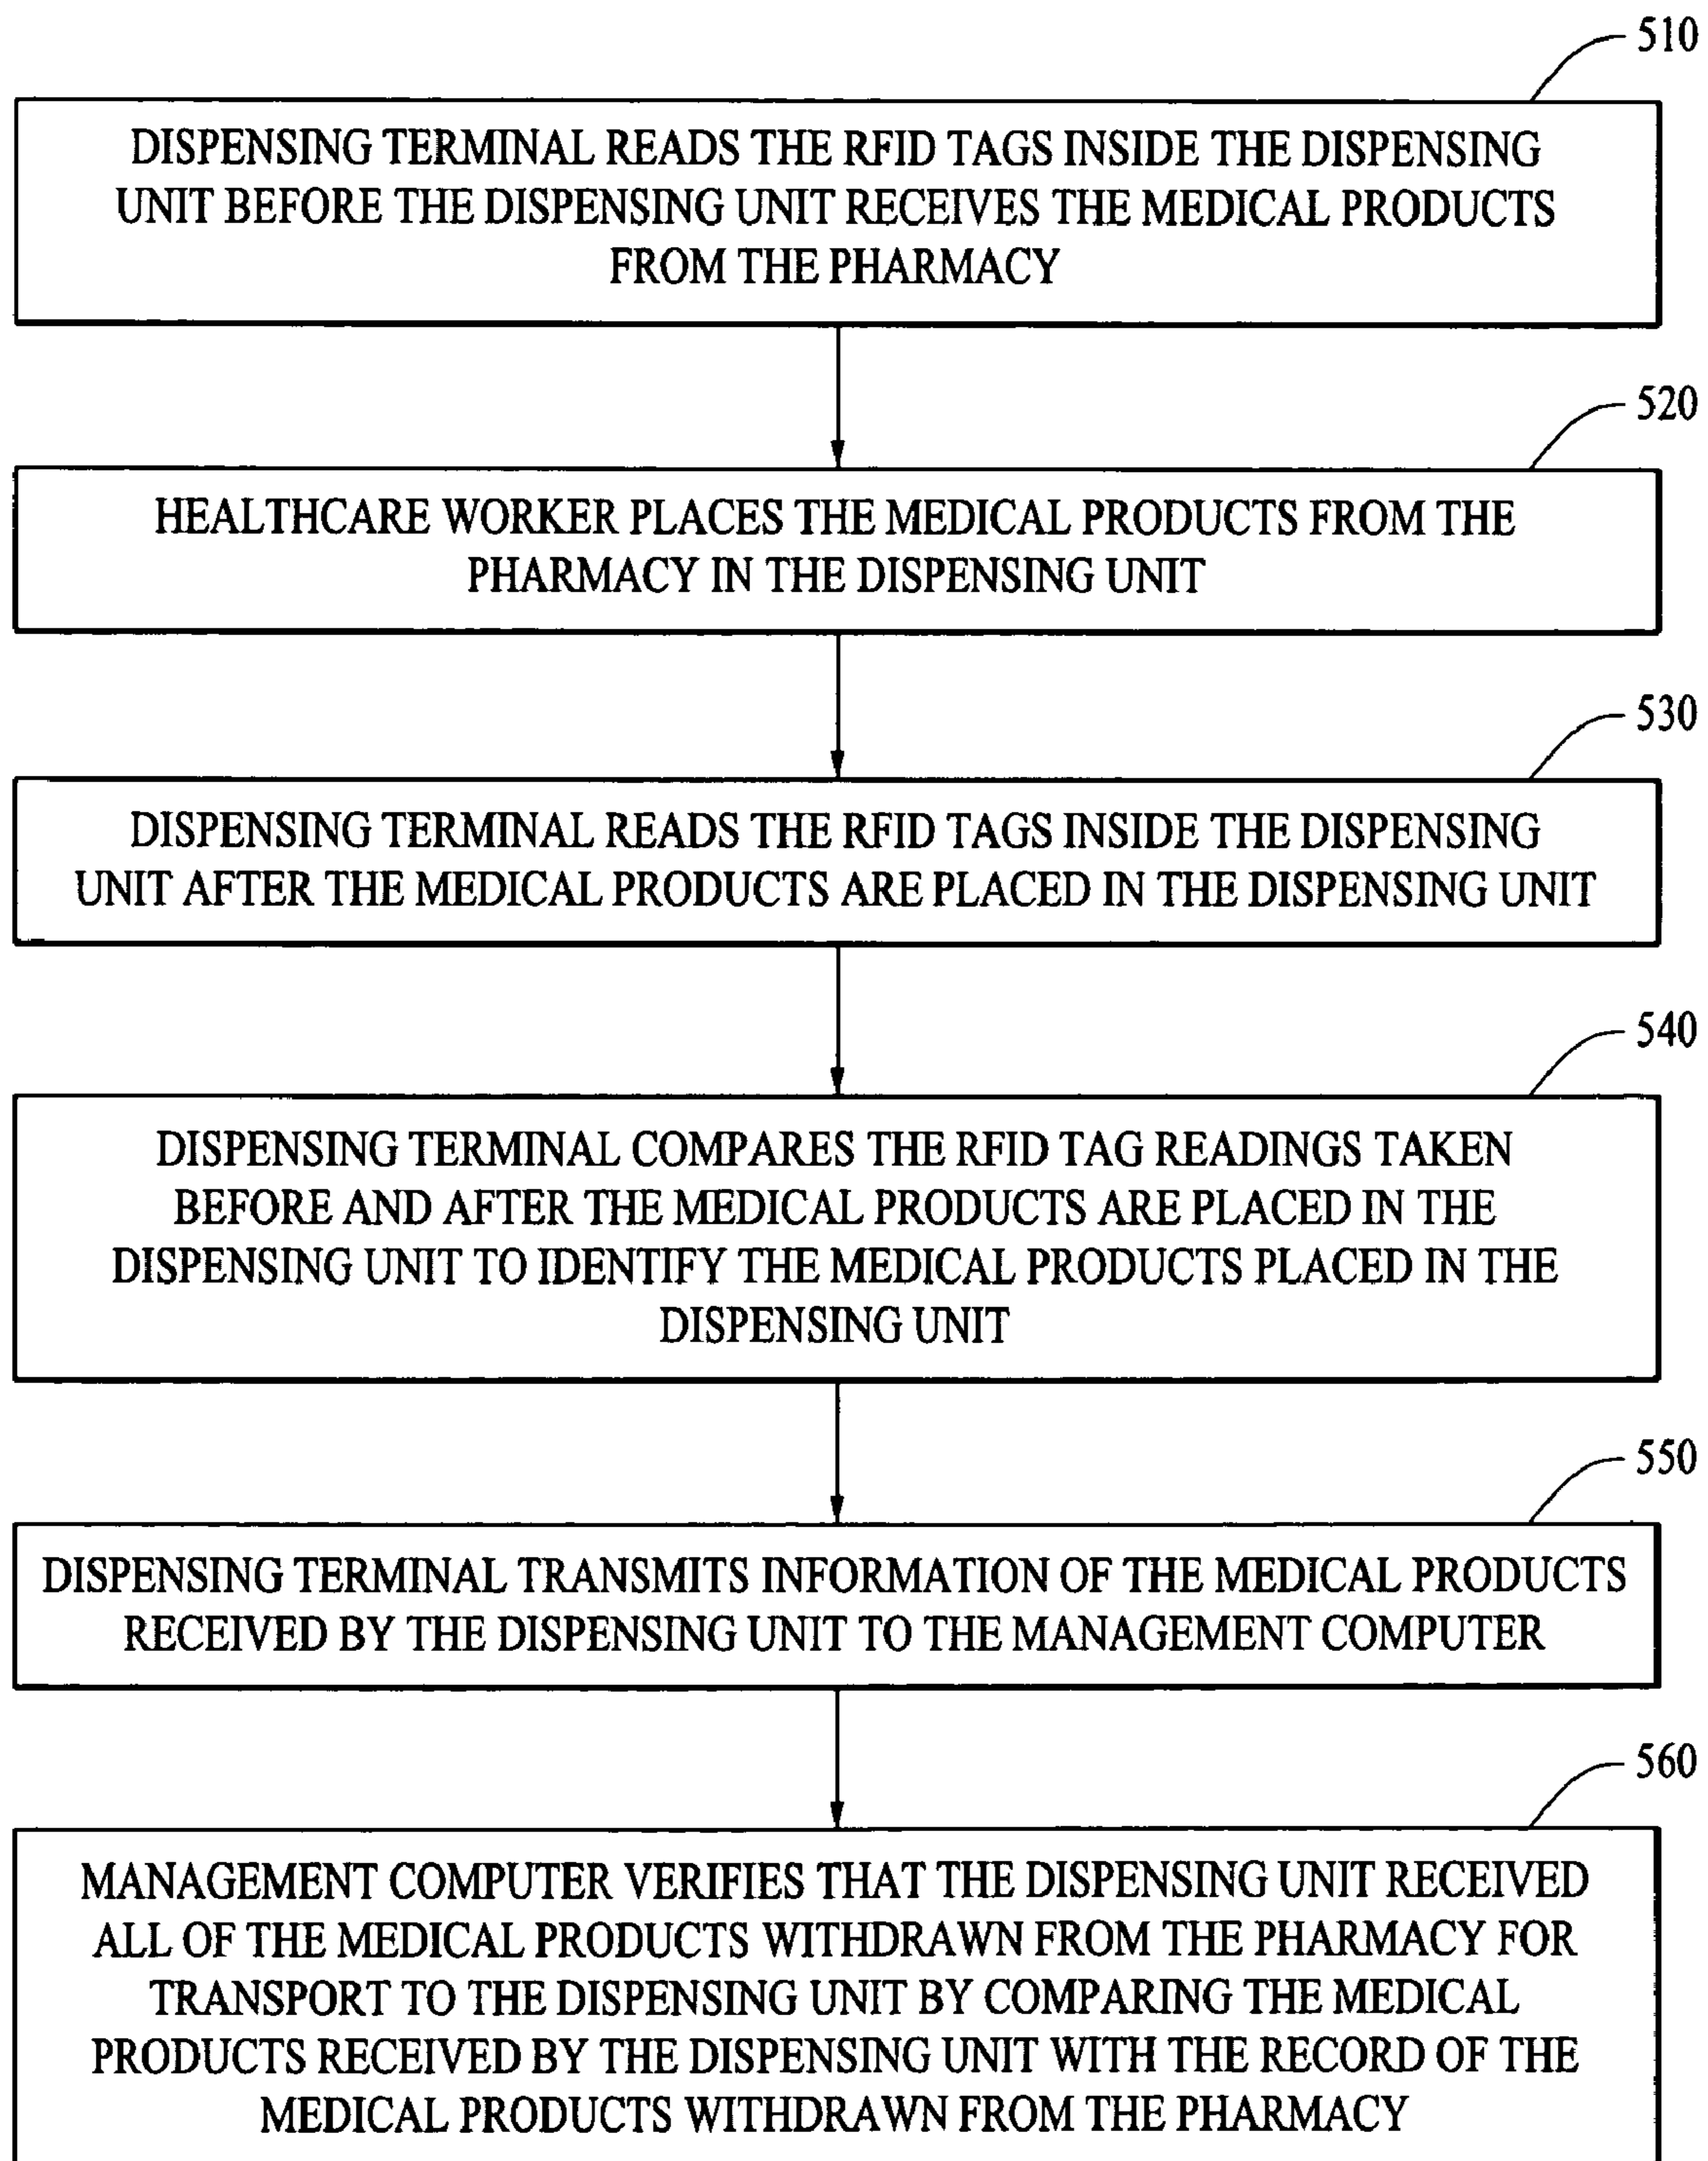 510
DISPENSING TERMINAL READS THE RFID TAGS INSIDE THE DISPENSING
UNIT BEFORE THE DISPENSING UNIT RECEIVES THE MEDICAL PRODUCTS
FROM THE PHARMACY
520
HEALTHCARE WORKER PLACES THE MEDICAL PRODUCTS FROM THE
PHARMACY IN THE DISPENSING UNIT
530
DISPENSING TERMINAL READS THE RFID TAGS INSIDE THE DISPENSING
UNIT AFTER THE MEDICAL PRODUCTS ARE PLACED IN THE DISPENSING UNIT
540
DISPENSING TERMINAL COMPARES THE RFID TAG READINGS TAKEN
BEFORE AND AFTER THE MEDICAL PRODUCTS ARE PLACED IN THE
DISPENSING UNIT TO IDENTIFY THE MEDICAL PRODUCTS PLACED IN THE
DISPENSING UNIT
550
DISPENSING TERMINAL TRANSMITS INFORMATION OF THE MEDICAL PRODUCTS
RECEIVED BY THE DISPENSING UNIT TO THE MANAGEMENT COMPUTER
560
MANAGEMENT COMPUTER VERIFIES THAT THE DISPENSING UNIT RECEIVED
ALL OF THE MEDICAL PRODUCTS WITHDRAWN FROM THE PHARMACY FOR
TRANSPORT TO THE DISPENSING UNIT BY COMPARING THE MEDICAL
PRODUCTS RECEIVED BY THE DISPENSING UNIT WITH THE RECORD OF THE
MEDICAL PRODUCTS WITHDRAWN FROM THE PHARMACY